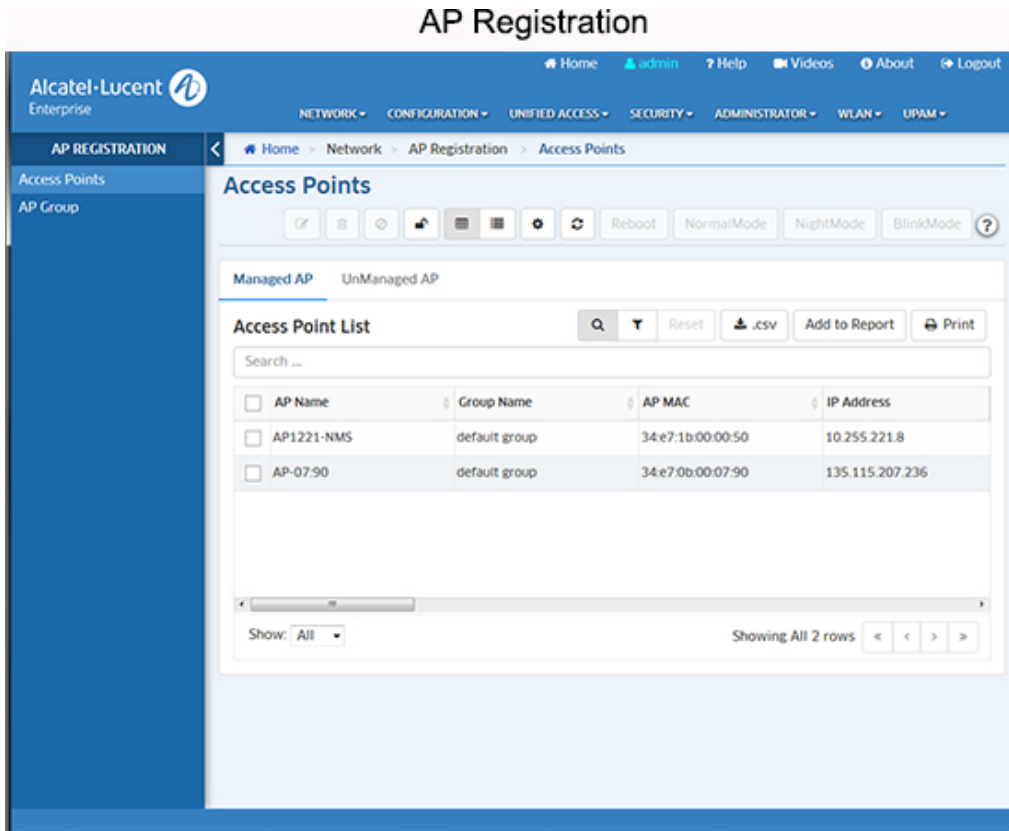 AP Registration
Home admin ? Help Videos About Logout
Alcatel·Lucent
Enterprise
NETWORK CONFIGURATION UNIFIED ACCESS SECURITY ADMINISTRATOR WLAN UPAM
AP REGISTRATION
Home > Network > AP Registration > Access Points
Access Points
AP Group
Access Points
Reboot NormalMode NightMode BlinkMode ?
Managed AP UnManaged AP
Access Point List
Reset .csv Add to Report Print
Search ...
AP Name Group Name AP MAC IP Address
AP1221-NMS default group 34:e7:1b:00:00:50 10.255.221.8
AP-07:90 default group 34:e7:0b:00:07:90 135.115.207.236
Show: All Showing All 2 rows « < > »